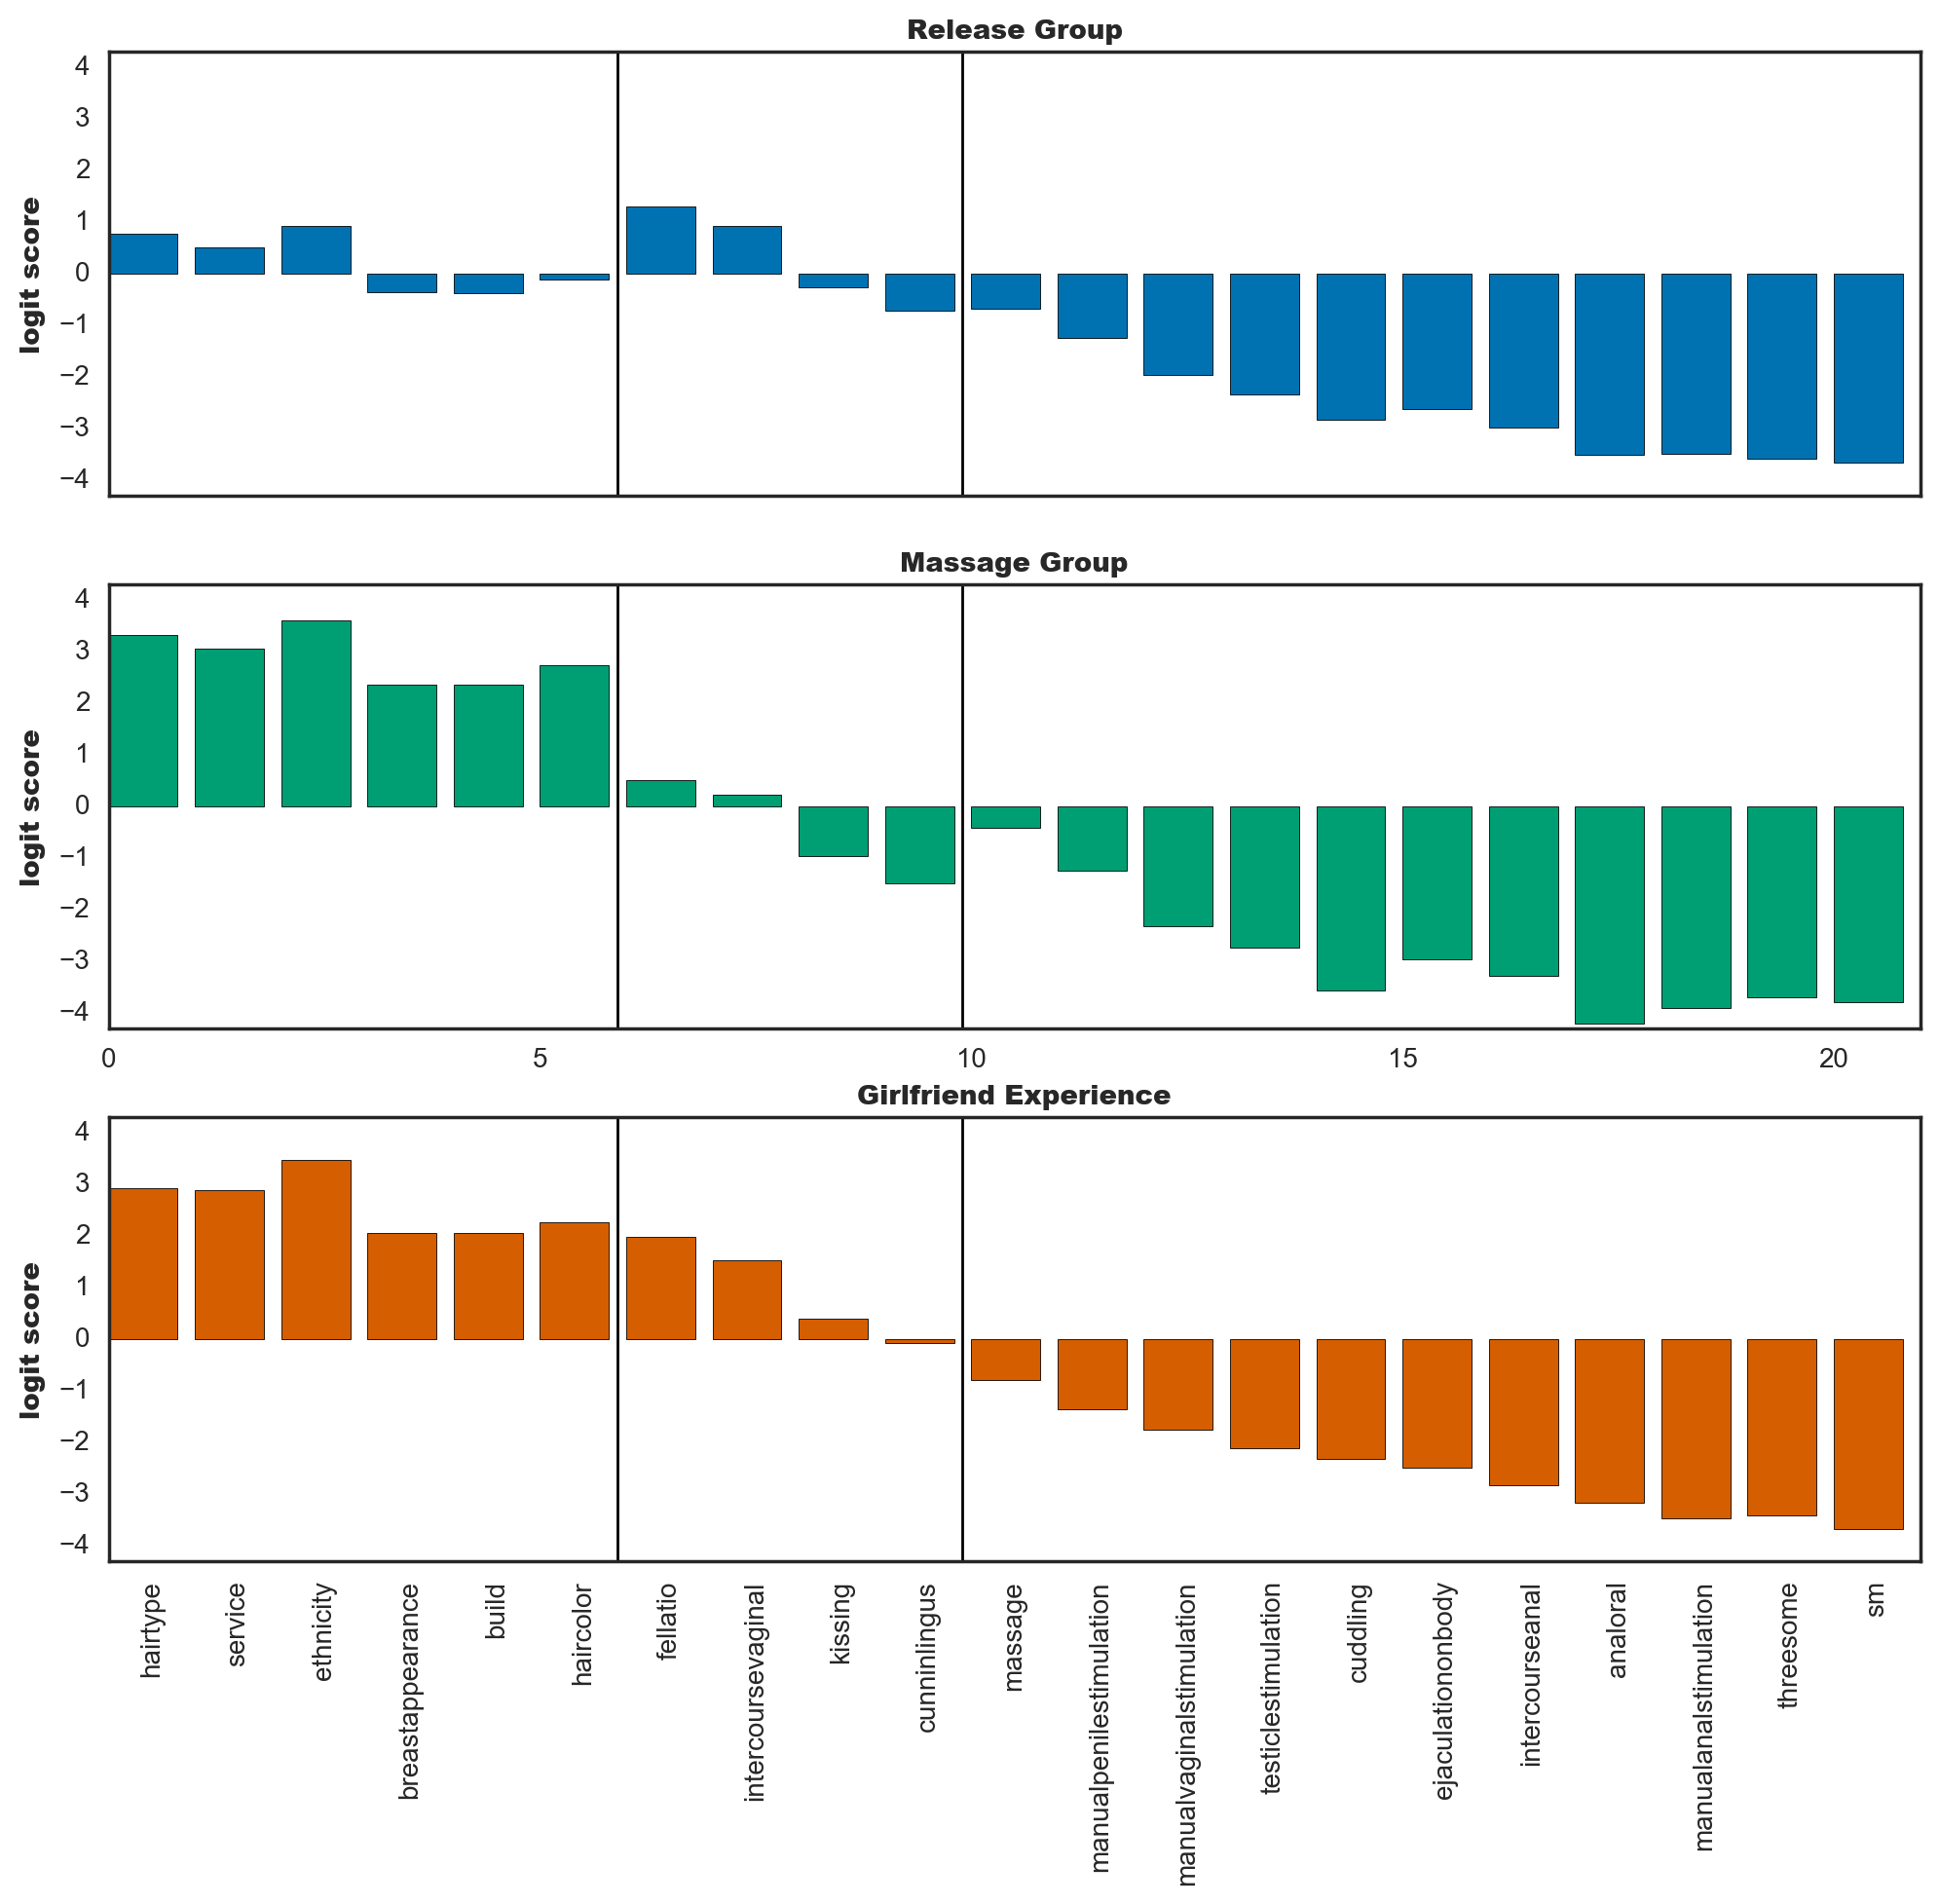 Release Group
4
3
2
1
0
−1
−2
−3
−4
logit score
Massage Group
4
3
2
1
0
−1
−2
−3
−4
logit score
0 5 10 15 20
Girlfriend Experience
4
3
2
1
0
−1
−2
−3
−4
logit score
hairtype
service
ethnicity
breastappearance
build
haircolor
fellatio
intercoursevaginal
kissing
cunninlingus
massage
manualpenilestimulation
manualvaginalstimulation
testiclestimulation
cudding
ejaculationonbody
intercourseanal
analoral
manualanalstimulation
threesome
sm